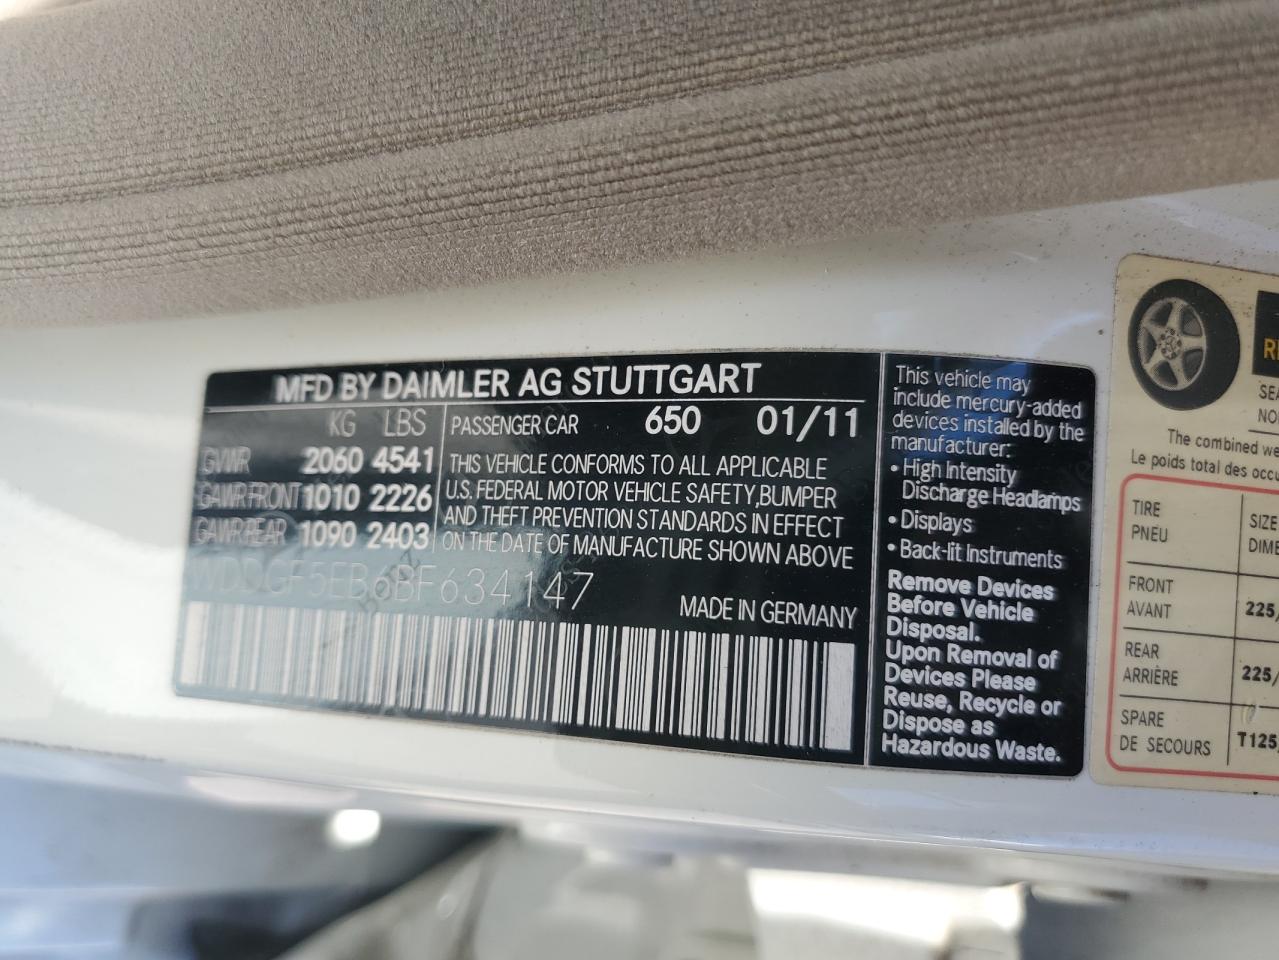 MFD BY DAIMLER AG STUTTGART
KG LBS
GVWR 2060 4541
GAWR FRONT 1010 2226
GAWR REAR 1090 2403
PASSENGER CAR 650 01/11
THIS VEHICLE CONFORMS TO ALL APPLICABLE
U.S. FEDERAL MOTOR VEHICLE SAFETY,BUMPER
AND THEFT PREVENTION STANDARDS IN EFFECT
ON THE DATE OF MANUFACTURE SHOWN ABOVE
WDDGF5EB6BF634147
MADE IN GERMANY
This vehicle may
include mercury-added
devices installed by the
manufacturer:
• High Intensity
Discharge Headlamps
• Displays
• Back-lit Instruments
Remove Devices
Before Vehicle
Disposal.
Upon Removal of
Devices Please
Reuse, Recycle or
Dispose as
Hazardous Waste.
The combined
Le poids total des
TIRE
PNEU
SIZE
FRONT
AVANT
225
REAR
ARRIÈRE
225/
SPARE
DE SECOURS
T125